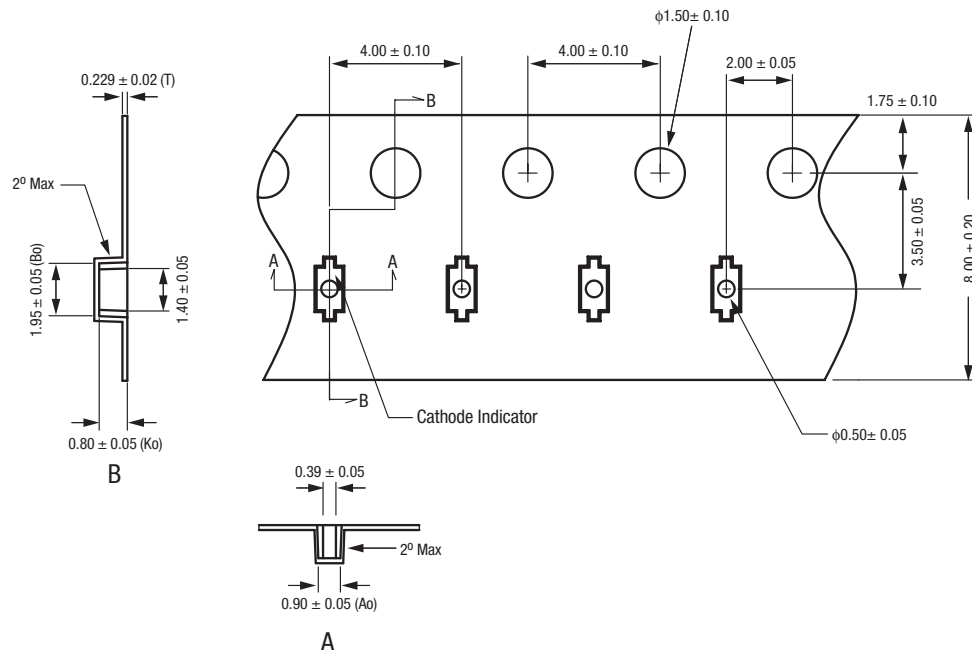 ϕ1.50± 0.10
4.00 ± 0.10
4.00 ± 0.10
2.00 ± 0.05
0.229 ± 0.02 (T)
B
1.75 ± 0.10
2º Max
3.50 ± 0.05
8.00 ± 0.20
A
A
1.95 ± 0.05 (Bo)
1.40 ± 0.05
B
Cathode Indicator
0.80 ± 0.05 (Ko)
ϕ0.50± 0.05
B
0.39 ± 0.05
2º Max
0.90 ± 0.05 (Ao)
A